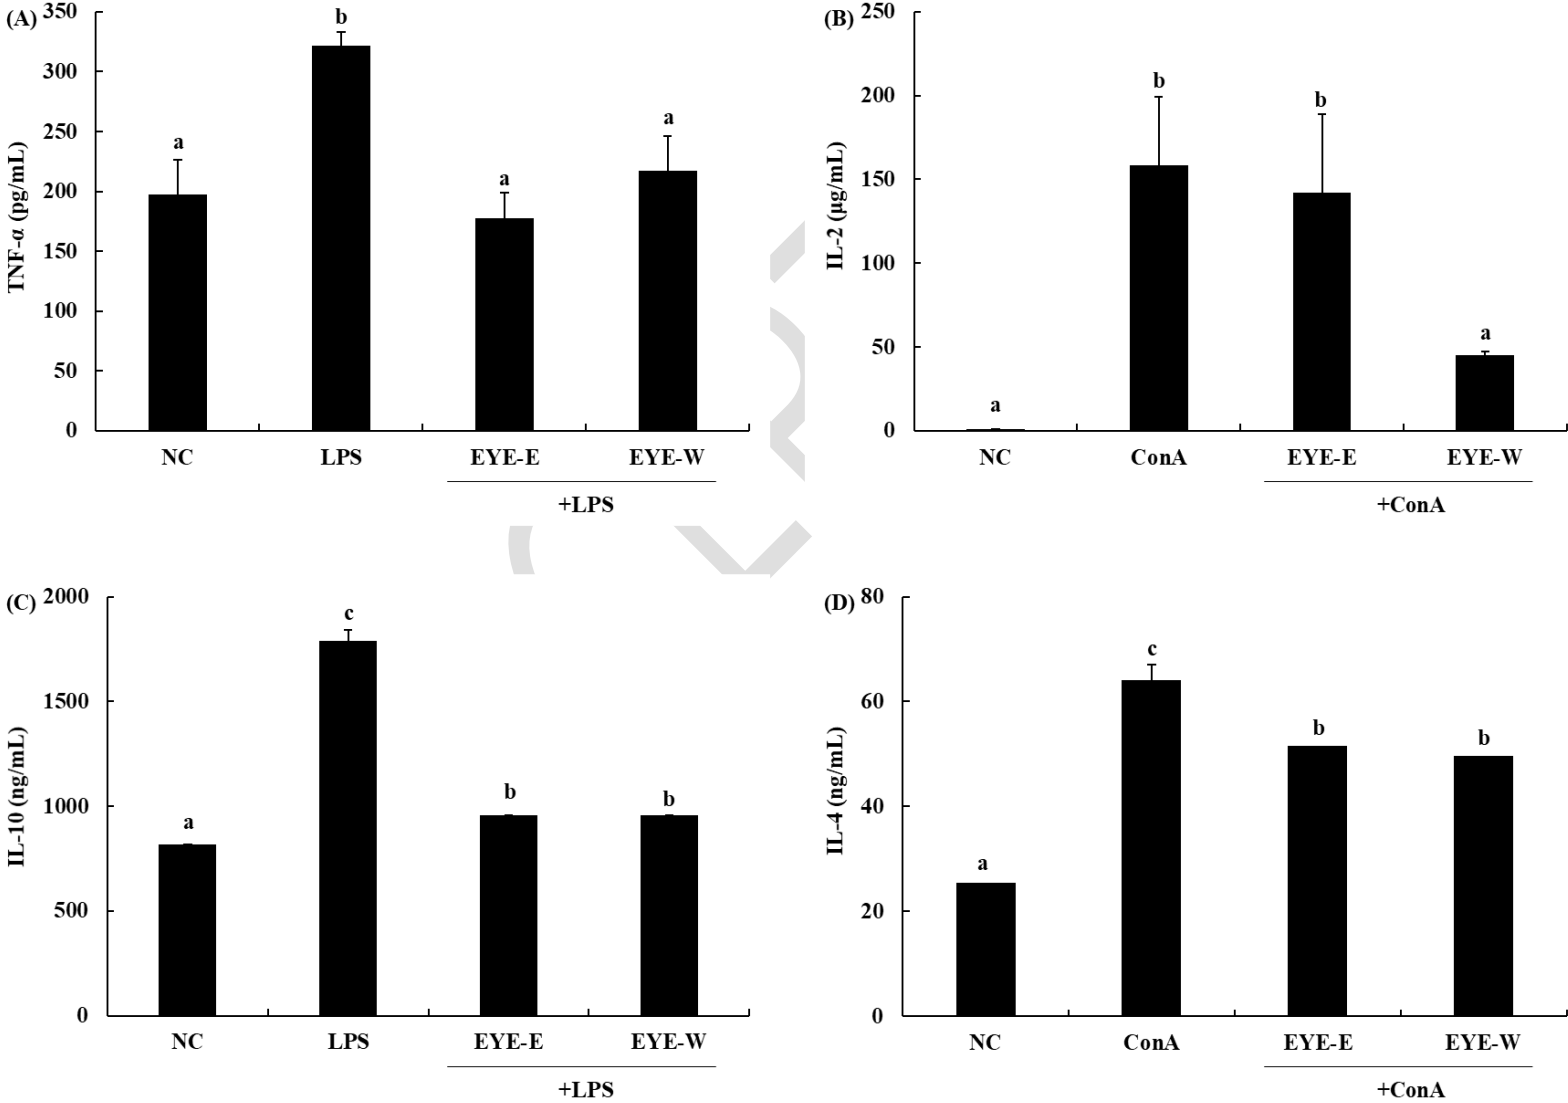 (A)
TNF-α (pg/mL)
350
300
250
200
150
100
50
0
a
b
a
a
NC LPS EYE-E EYE-W
+LPS
(B)
IL-2 (μg/mL)
250
200
150
100
50
0
a
b
b
a
NC ConA EYE-E EYE-W
+ConA
(C)
IL-10 (ng/mL)
2000
1500
1000
500
0
a
c
b
b
NC LPS EYE-E EYE-W
+LPS
(D)
IL-4 (ng/mL)
80
60
40
20
0
a
c
b
b
NC ConA EYE-E EYE-W
+ConA